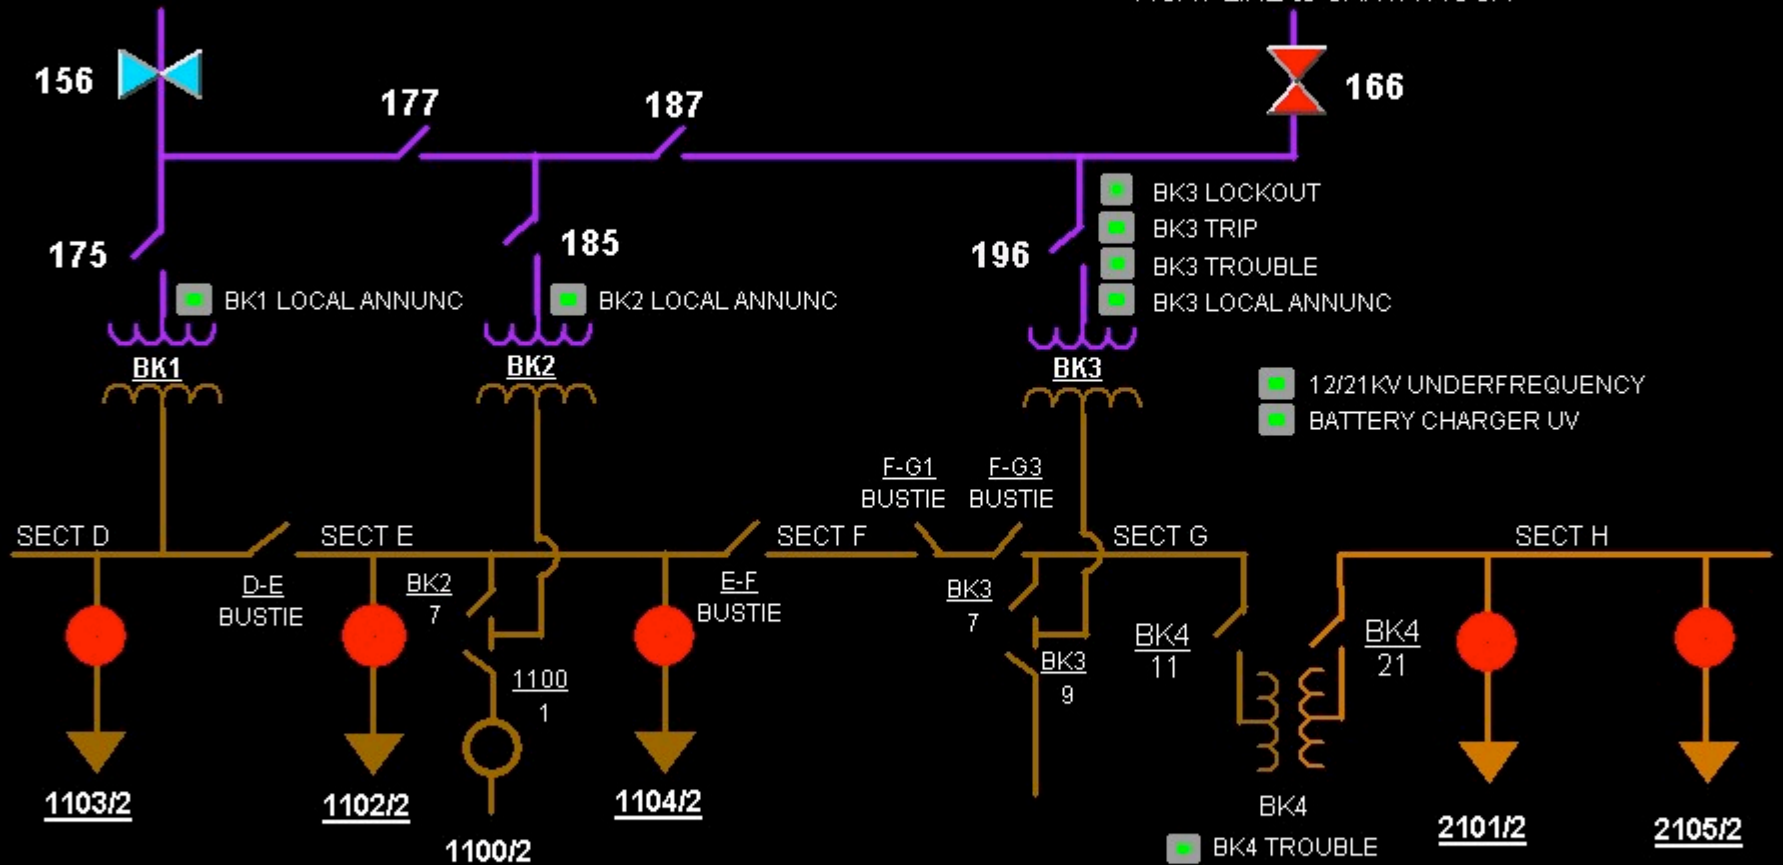 156
177
187
166
175
185
196
BK3 LOCKOUT
BK3 TRIP
BK3 TROUBLE
BK3 LOCAL ANNUNC
BK1 LOCAL ANNUNC
BK2 LOCAL ANNUNC
BK1
BK2
BK3
12/21KV UNDERFREQUENCY
BATTERY CHARGER UV
F-G1
BUSTIE
F-G3
BUSTIE
SECT D
SECT E
SECT F
SECT G
SECT H
D-E
BUSTIE
BK2
7
E-F
BUSTIE
BK3
7
BK4
11
BK4
21
1100
1
BK3
9
1103/2
1102/2
1104/2
1100/2
BK4
2101/2
2105/2
BK4 TROUBLE